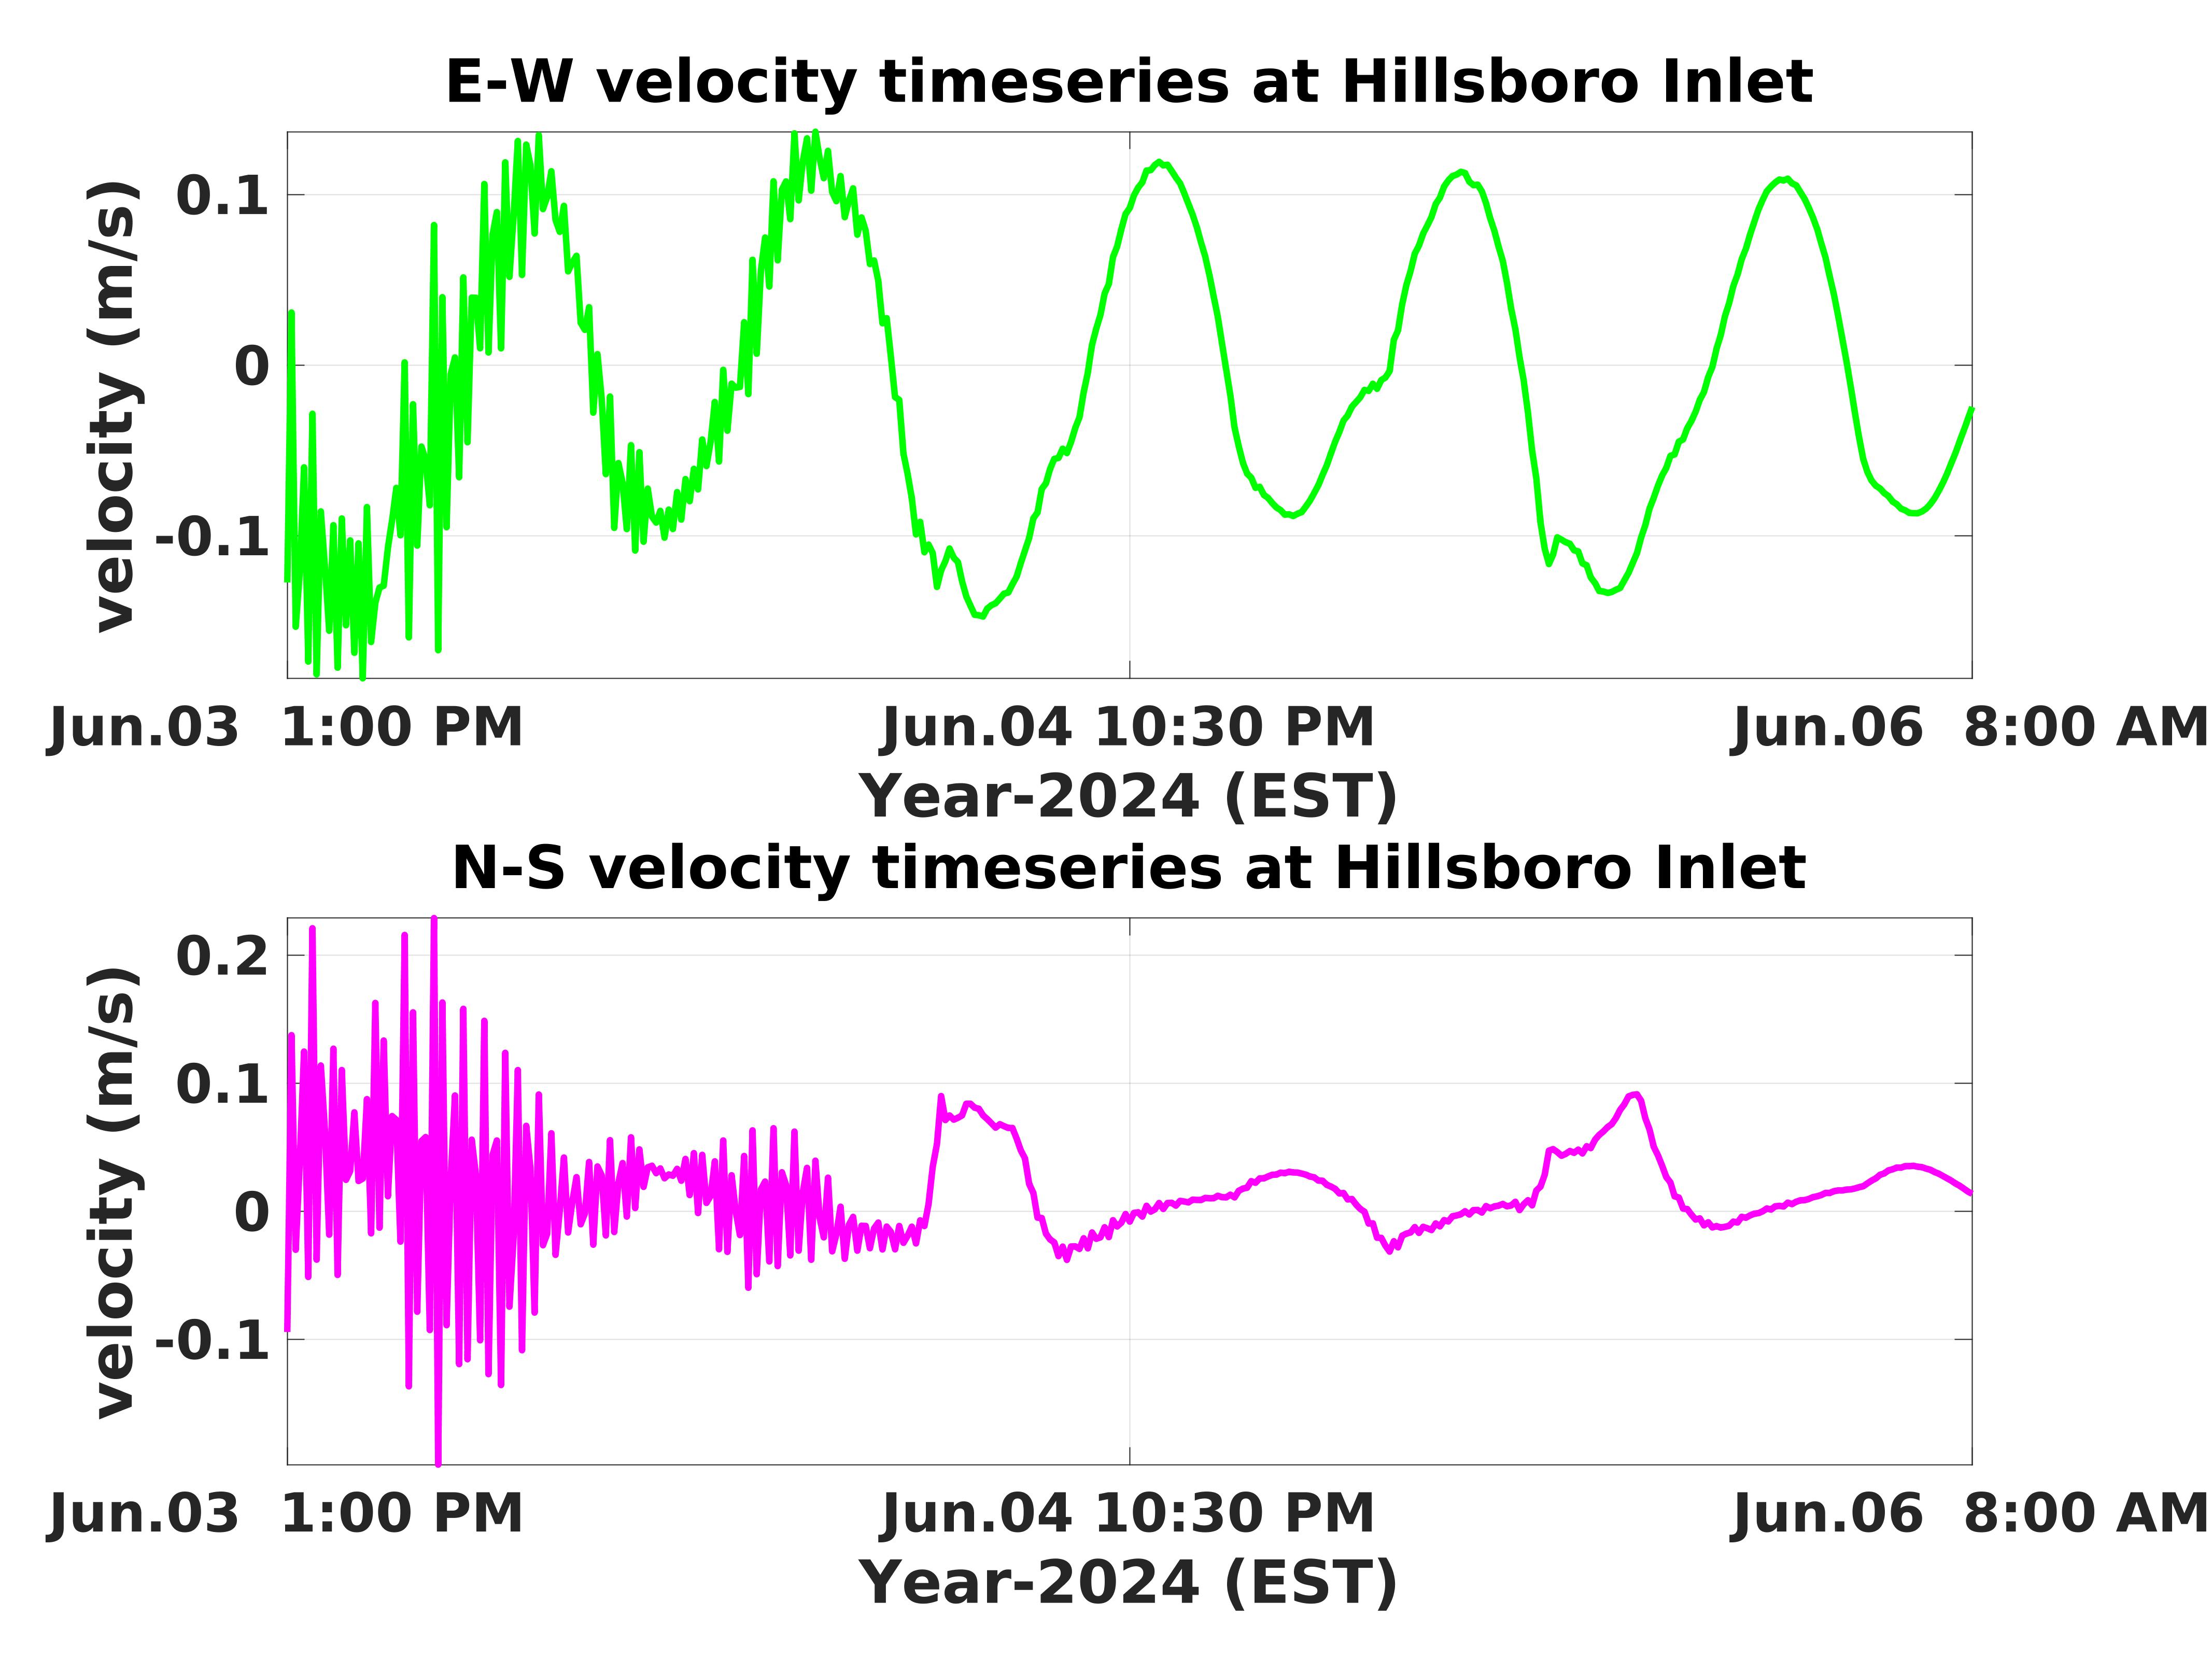 E-W velocity timeseries at Hillsboro Inlet
velocity (m/s)
0.1
0
-0.1
Jun.03 1:00 PM Jun.04 10:30 PM Jun.06 8:00 AM
Year-2024 (EST)
N-S velocity timeseries at Hillsboro Inlet
velocity (m/s)
0.2
0.1
0
-0.1
Jun.03 1:00 PM Jun.04 10:30 PM Jun.06 8:00 AM
Year-2024 (EST)